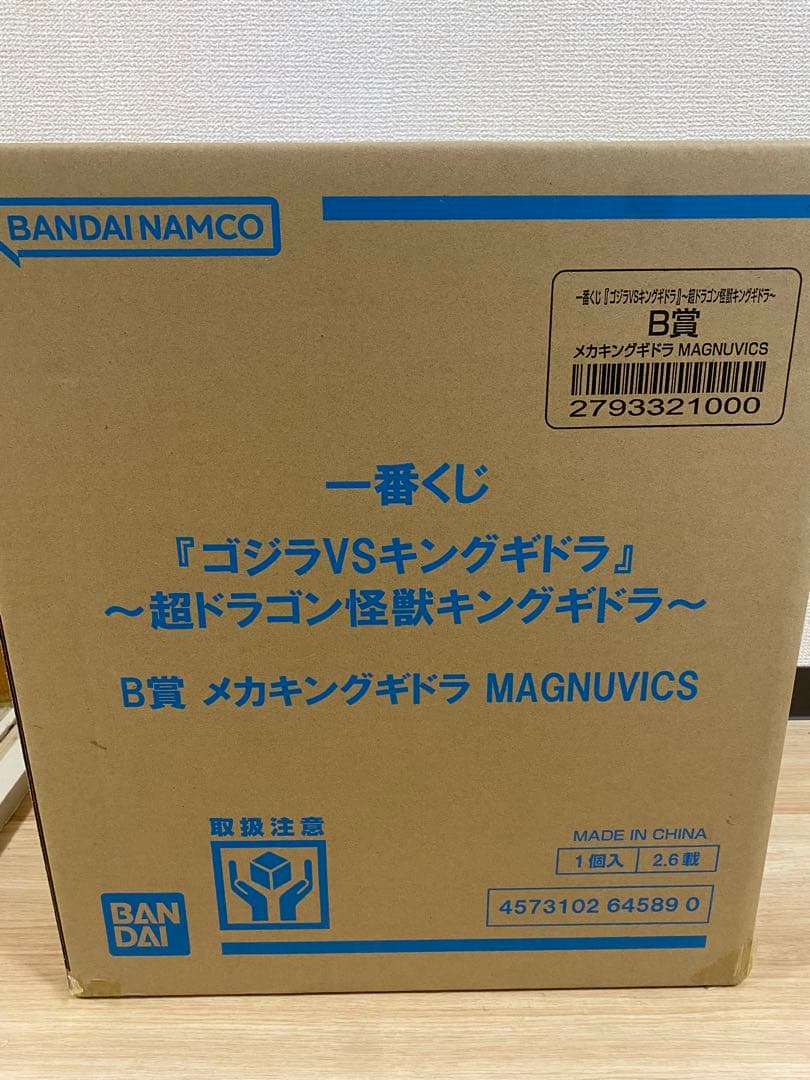 BANDAI NAMCO
一番くじ『ゴジラVSキングギドラ』～超ドラゴン怪獣キングギドラ～
B賞
メカキングギドラ MAGNUVICS
2793321000
一番くじ
『ゴジラVSキングギドラ』
～超ドラゴン怪獣キングギドラ～
B賞 メカキングギドラ MAGNUVICS
取扱注意
MADE IN CHINA
1個入 2.6載
4573102 64589 0
BAN
DAI